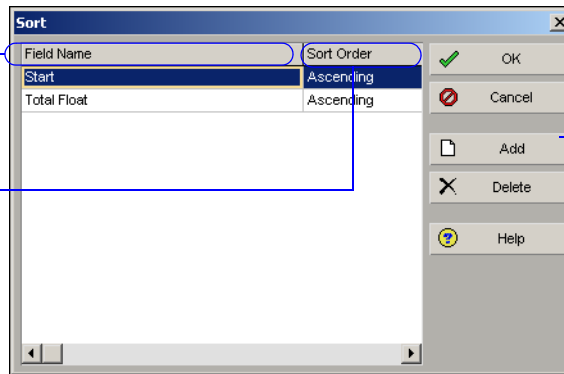 Sort
Field Name Sort Order
Start Ascending
Total Float Ascending
OK
Cancel
Add
Delete
Help